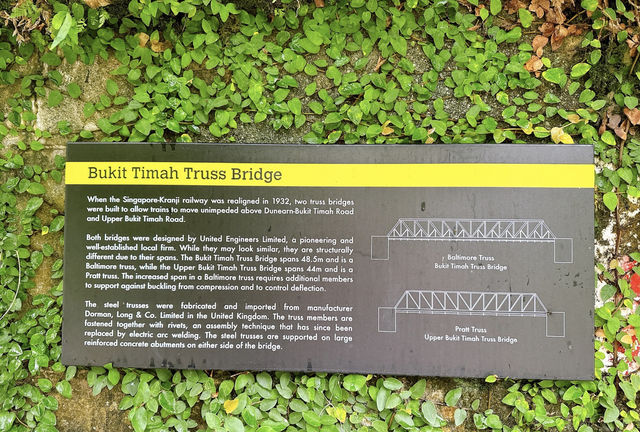 Bukit Timah Truss Bridge
When the Singapore-Kranji railway was realigned in 1932, two truss bridges
were built to allow trains to move unimpeded above Dunearn-Bukit Timah Road
and Upper Bukit Timah Road.
Both bridges were designed by United Engineers Limited, a pioneering and
well-established local firm. While they may look similar, they are structurally
different due to their spans. The Bukit Timah Truss Bridge spans 48.5m and is a
Baltimore truss, while the Upper Bukit Timah Truss Bridge spans 44m and is a
Pratt truss. The increased span in a Baltimore truss requires additional members
to support against buckling from compression and to control deflection.
The steel trusses were fabricated and imported from manufacturer
Dorman, Long & Co. Limited in the United Kingdom. The truss members are
fastened together with rivets, an assembly technique that has since been
replaced by electric arc welding. The steel trusses are supported on large
reinforced concrete abutments on either side of the bridge.
Baltimore Truss
Bukit Timah Truss Bridge
Pratt Truss
Upper Bukit Timah Truss Bridge